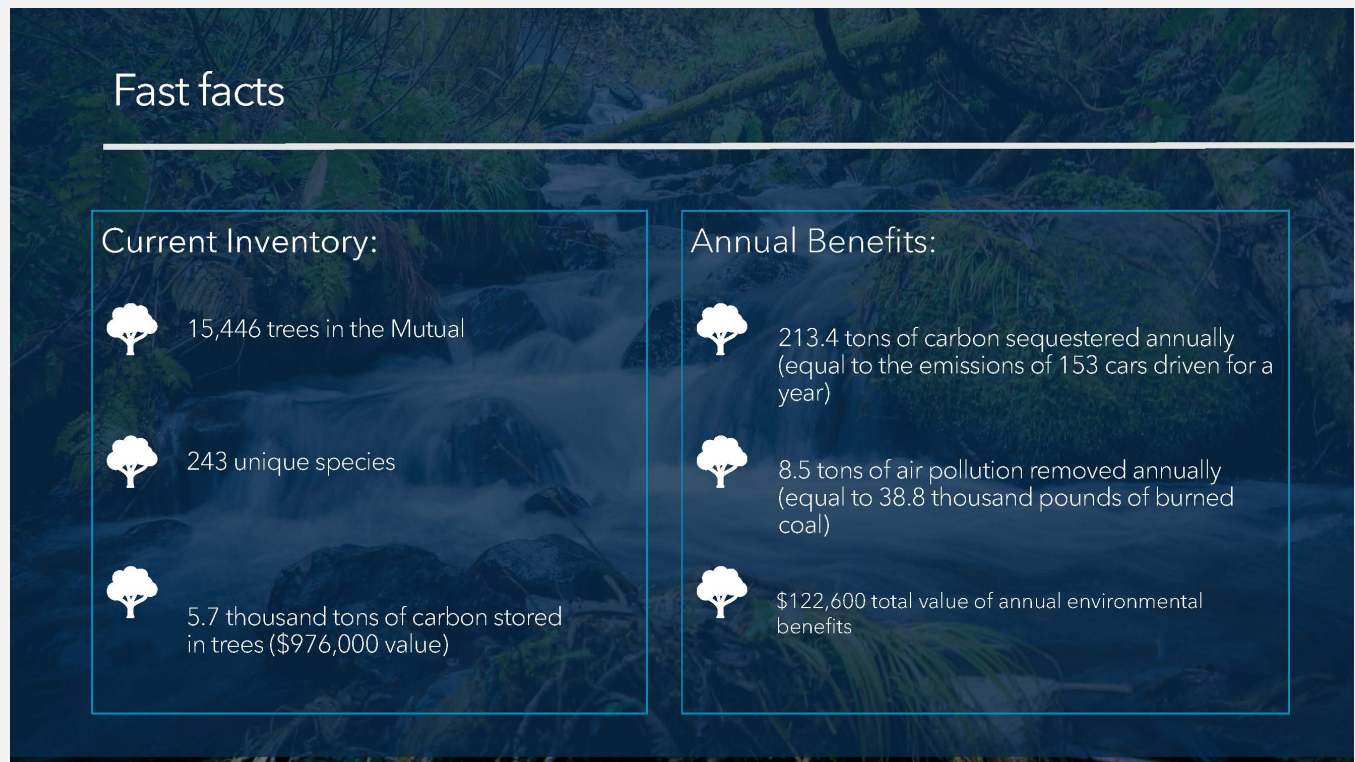 Fast facts
Current Inventory:
15,446 trees in the Mutual
243 unique species
5.7 thousand tons of carbon stored
in trees ($976,000 value)
Annual Benefits:
213.4 tons of carbon sequestered annually
(equal to the emissions of 153 cars driven for a
year)
8.5 tons of air pollution removed annually
(equal to 38.8 thousand pounds of burned
coal)
$122,600 total value of annual environmental
benefits